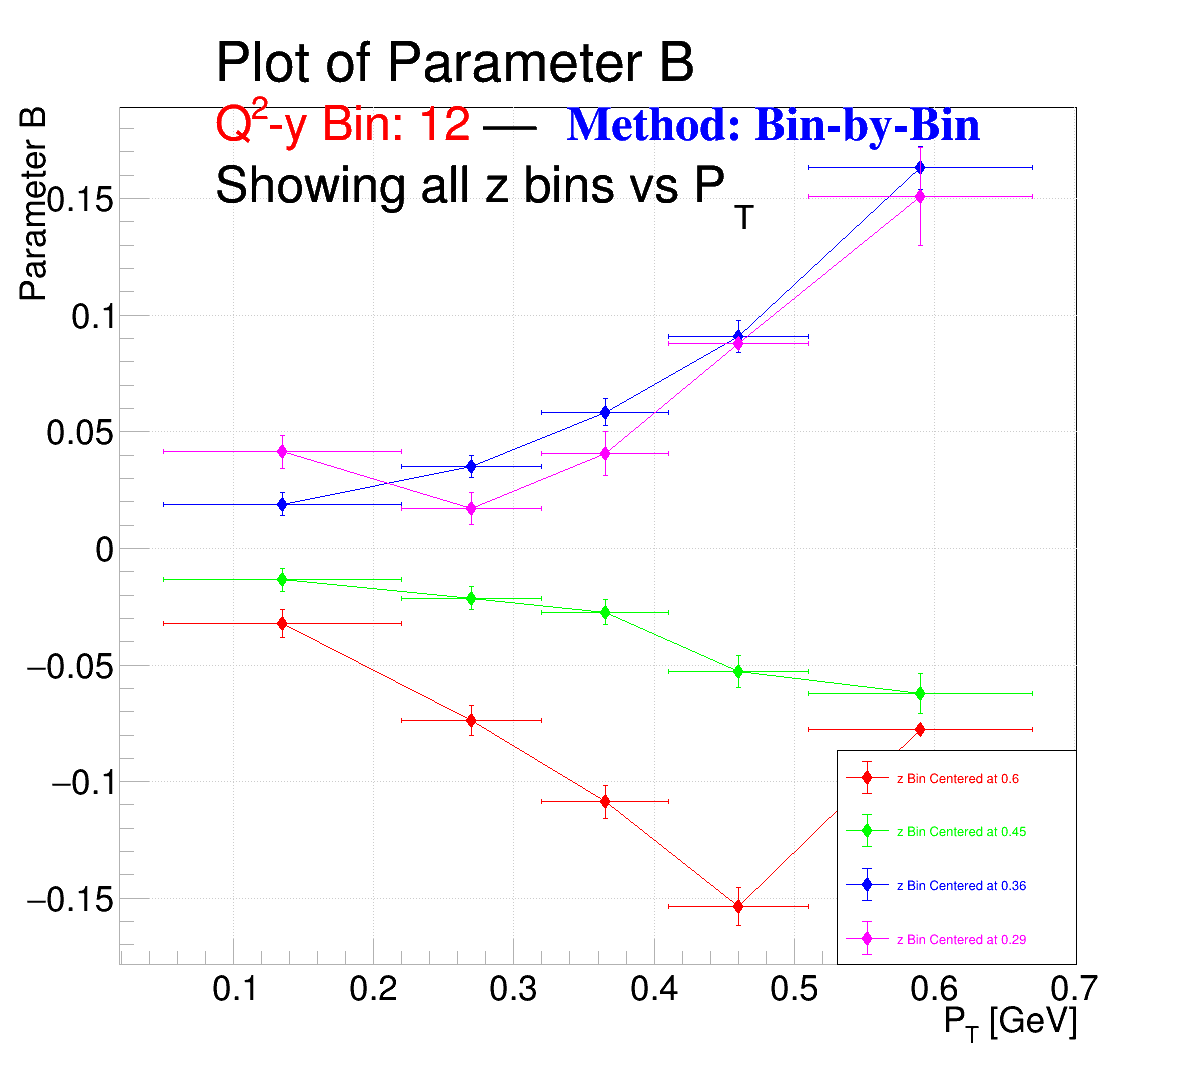 Plot of Parameter B
Q²-y Bin: 12 — Method: Bin-by-Bin
Showing all z bins vs P_T
Parameter B
0.15
0.1
0.05
0
−0.05
−0.1
−0.15
z Bin Centered at 0.6
z Bin Centered at 0.45
z Bin Centered at 0.36
z Bin Centered at 0.29
0.1 0.2 0.3 0.4 0.5 0.6 0.7
P_T [GeV]